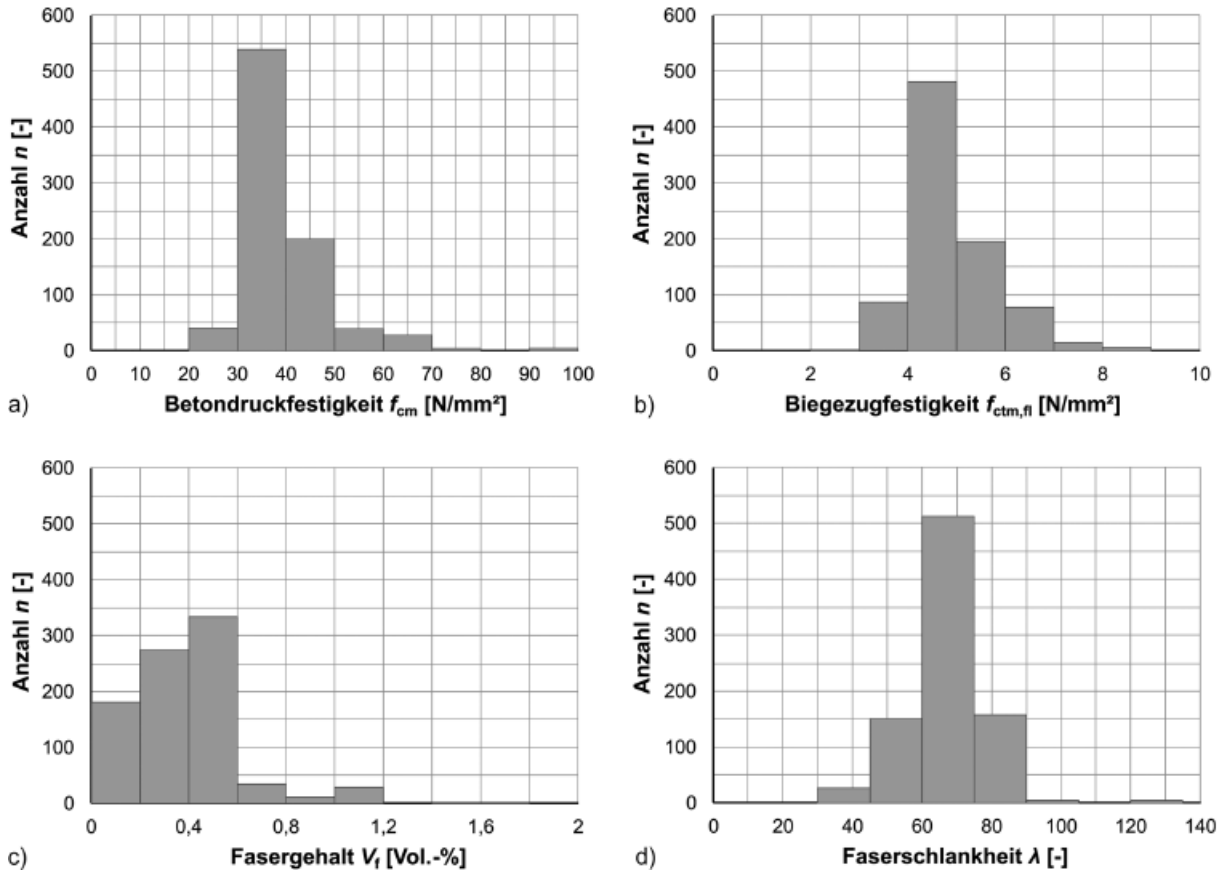 600
500
400
300
200
100
0
Anzahl n [-]
0 10 20 30 40 50 60 70 80 90 100
a) Betondruckfestigkeit fcm [N/mm²]
600
500
400
300
200
100
0
Anzahl n [-]
0 2 4 6 8 10
b) Biegezugfestigkeit fctm,fl [N/mm²]
600
500
400
300
200
100
0
Anzahl n [-]
0 0,4 0,8 1,2 1,6 2
c) Fasergehalt Vf [Vol.-%]
600
500
400
300
200
100
0
Anzahl n [-]
0 20 40 60 80 100 120 140
d) Faserschlankheit λ [-]